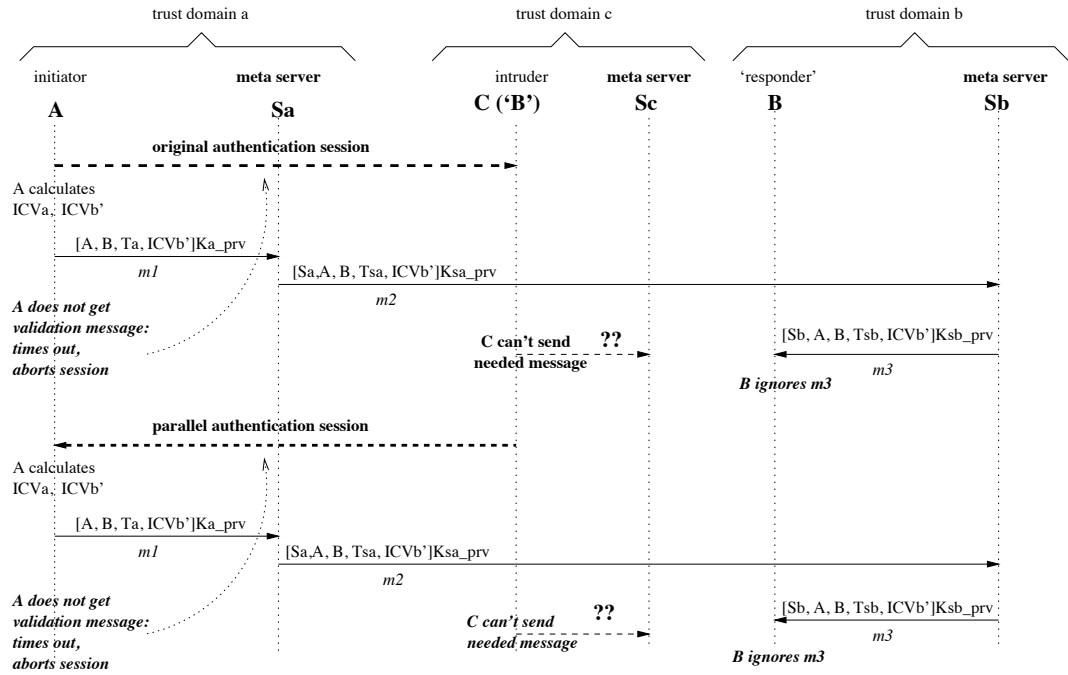 trust domain a
trust domain c
trust domain b
initiator
meta server
intruder
meta server
‘responder’
meta server
A
Sa
C (‘B’)
Sc
B
Sb
original authentication session
A calculates
ICVa, ICVb’
[A, B, Ta, ICVb’]Ka_prv
m1
[Sa,A, B, Tsa, ICVb’]Ksa_prv
m2
A does not get
validation message:
times out,
aborts session
C can’t send
needed message
??
[Sb, A, B, Tsb, ICVb’]Ksb_prv
m3
B ignores m3
parallel authentication session
A calculates
ICVa, ICVb’
[A, B, Ta, ICVb’]Ka_prv
m1
[Sa,A, B, Tsa, ICVb’]Ksa_prv
m2
A does not get
validation message:
times out,
aborts session
C can’t send
needed message
??
[Sb, A, B, Tsb, ICVb’]Ksb_prv
m3
B ignores m3